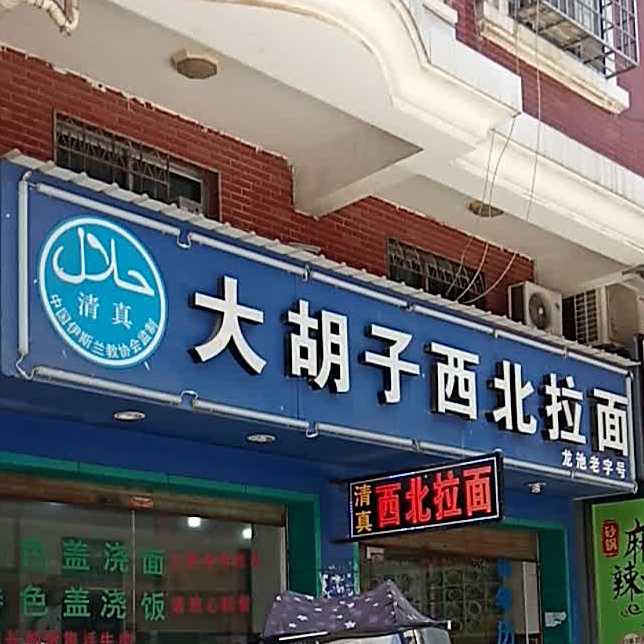 حلال
清真
中国伊斯兰教协会监制
大胡子西北拉面
龙池老字号
清真
西北拉面
色盖浇面
色盖浇饭
砂锅
麻辣